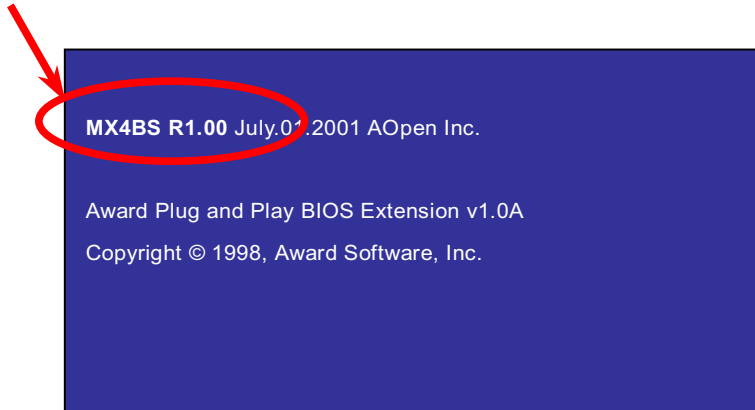 MX4BS R1.00 July.01.2001 AOpen Inc.
Award Plug and Play BIOS Extension v1.0A
Copyright © 1998, Award Software, Inc.